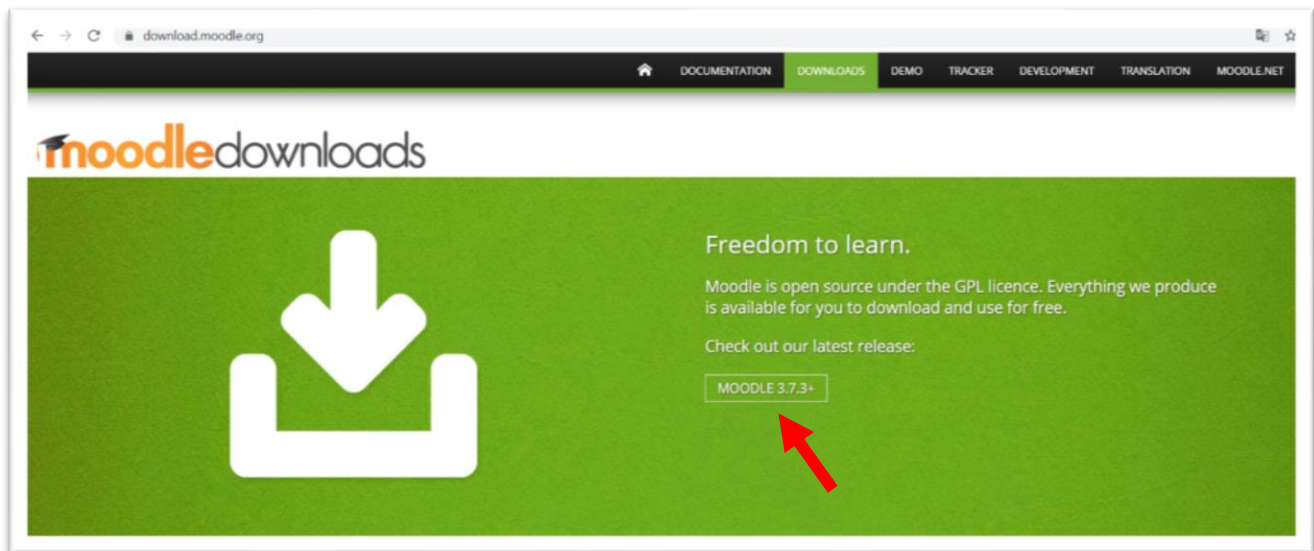 download.moodle.org
DOCUMENTATION DOWNLOADS DEMO TRACKER DEVELOPMENT TRANSLATION MOODLE.NET
moodledownloads
Freedom to learn.
Moodle is open source under the GPL licence. Everything we produce
is available for you to download and use for free.
Check out our latest release:
MOODLE 3.7.3+